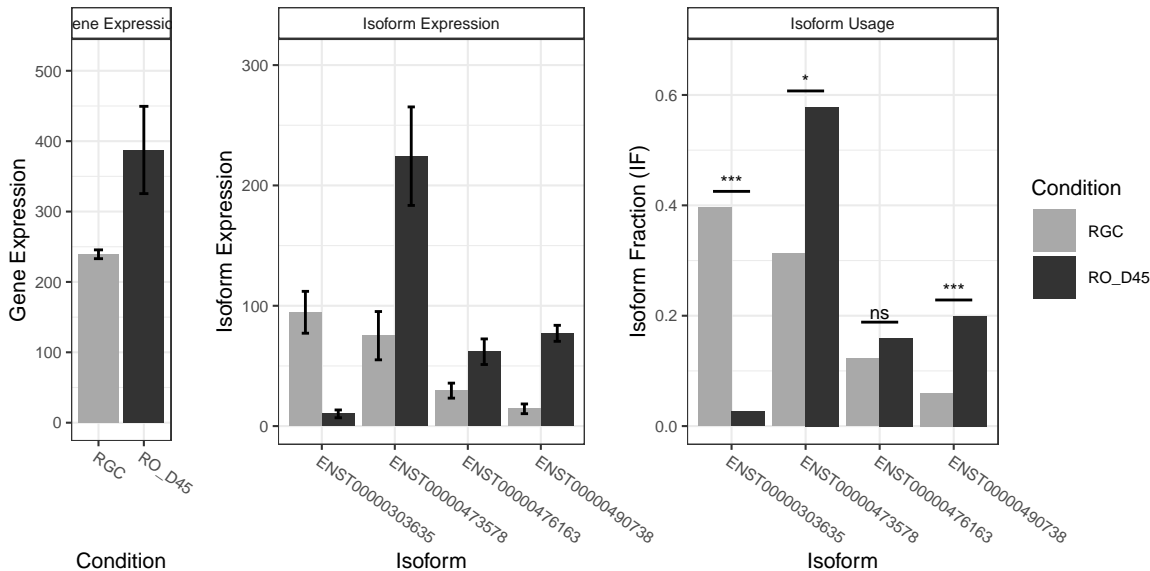 ene Expressio
Gene Expression
500
400
300
200
100
0
RGC
RO_D45
Condition
Isoform Expression
Isoform Expression
300
200
100
0
ENST00000303635
ENST00000473578
ENST00000476163
ENST00000490738
Isoform
Isoform Usage
Isoform Fraction (IF)
0.6
0.4
0.2
0.0
***
*
ns
***
ENST00000303635
ENST00000473578
ENST00000476163
ENST00000490738
Isoform
Condition
RGC
RO_D45